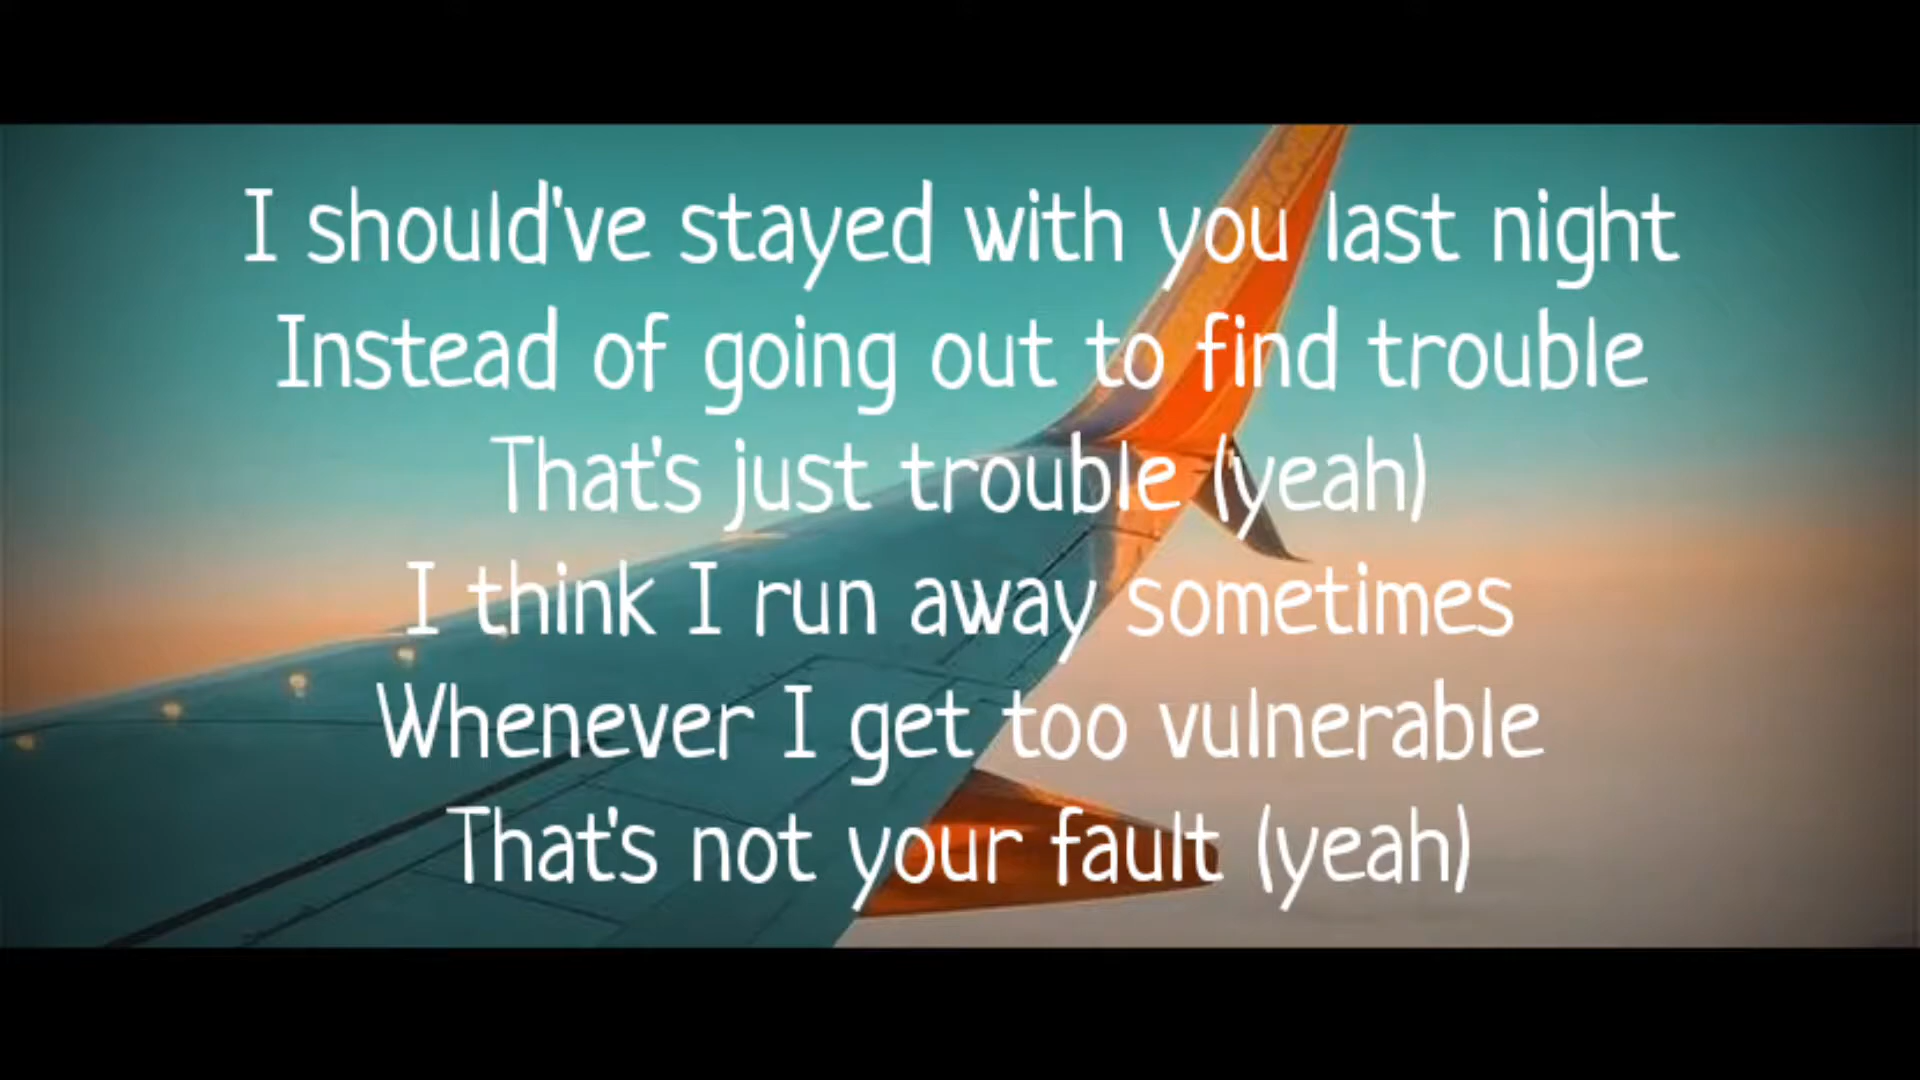 I should've stayed with you last night
Instead of going out to find trouble
That's just trouble (yeah)
I think I run away sometimes
Whenever I get too vulnerable
That's not your fault (yeah)